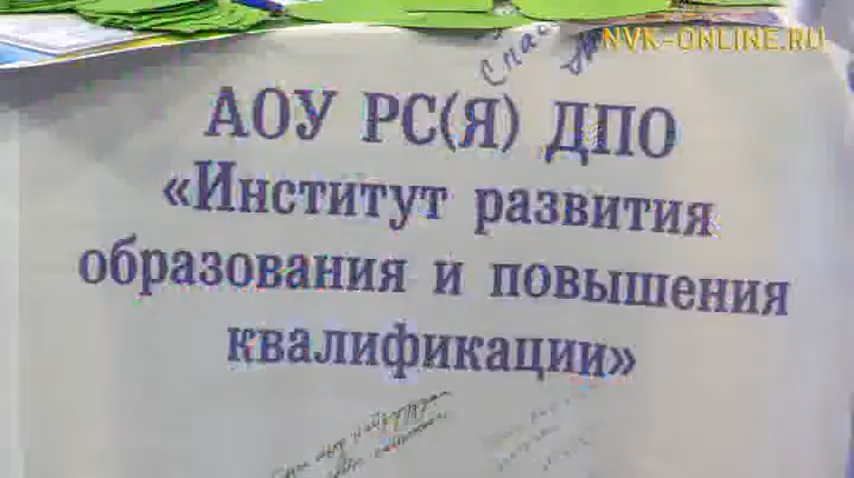 NVK-ONLINE.RU
АОУ РС(Я) ДПО
«Институт развития
образования и повышения
квалификации»